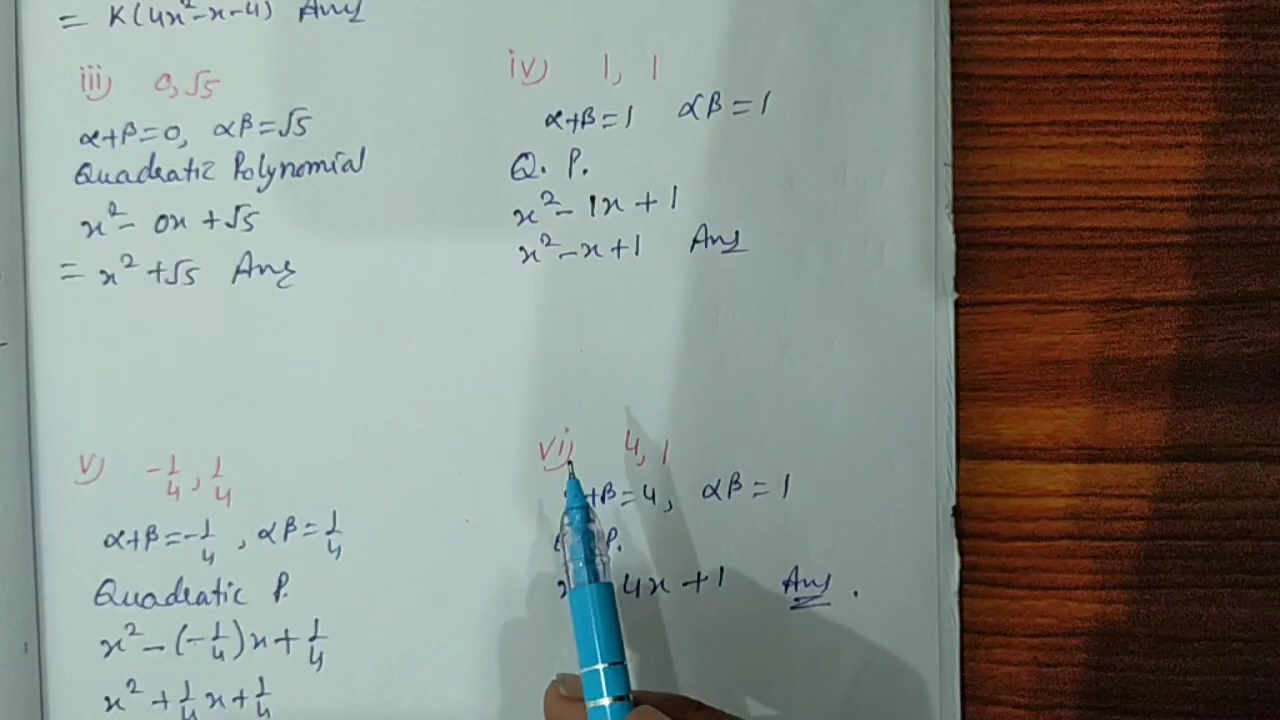 = K(4x²-x-4) Ans
iii) 0, √5
α+β=0, αβ=√5
Quadratic Polynomial
x² - 0x + √5
= x² + √5 Ans
iv) 1, 1
α+β=1 αβ=1
Q. P.
x² - 1x + 1
x² - x + 1 Ans
v) -1/4, 1/4
α+β=-1/4, αβ=1/4
Quadratic P.
x² - (-1/4)x + 1/4
x² + 1/4x + 1/4
vi) 4, 1
+β=4, αβ=1
P.
4x + 1 Ans.